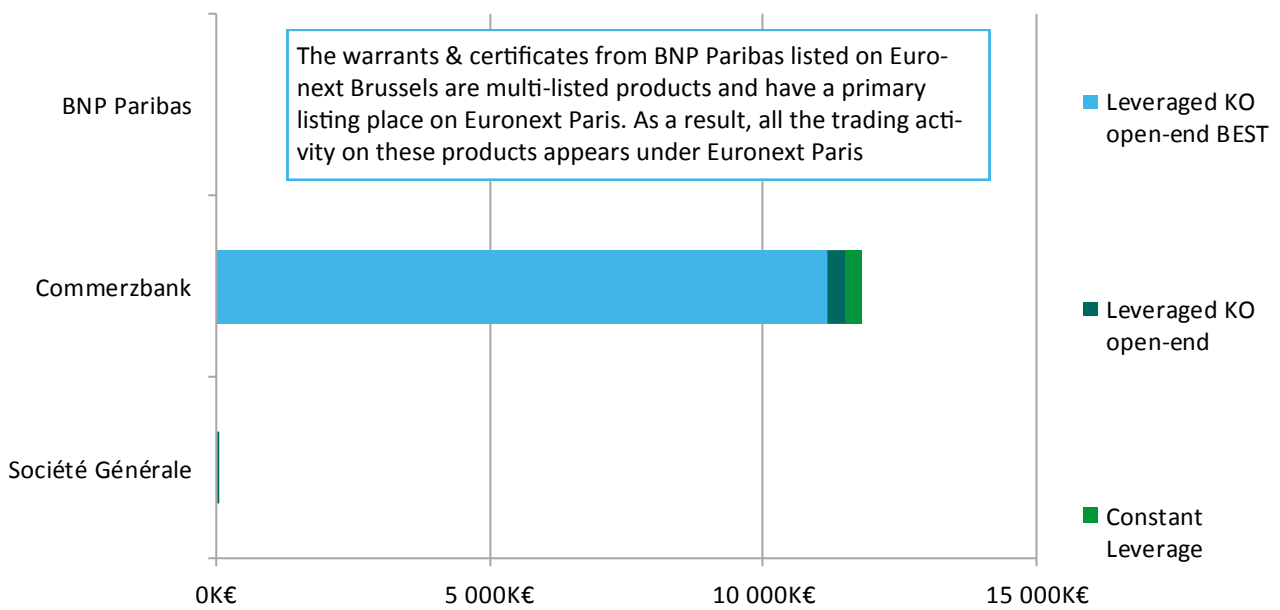 The warrants & certificates from BNP Paribas listed on Euro-
next Brussels are multi-listed products and have a primary
listing place on Euronext Paris. As a result, all the trading acti-
vity on these products appears under Euronext Paris
BNP Paribas
Commerzbank
Société Générale
0K€
5 000K€
10 000K€
15 000K€
Leveraged KO
open-end BEST
Leveraged KO
open-end
Constant
Leverage